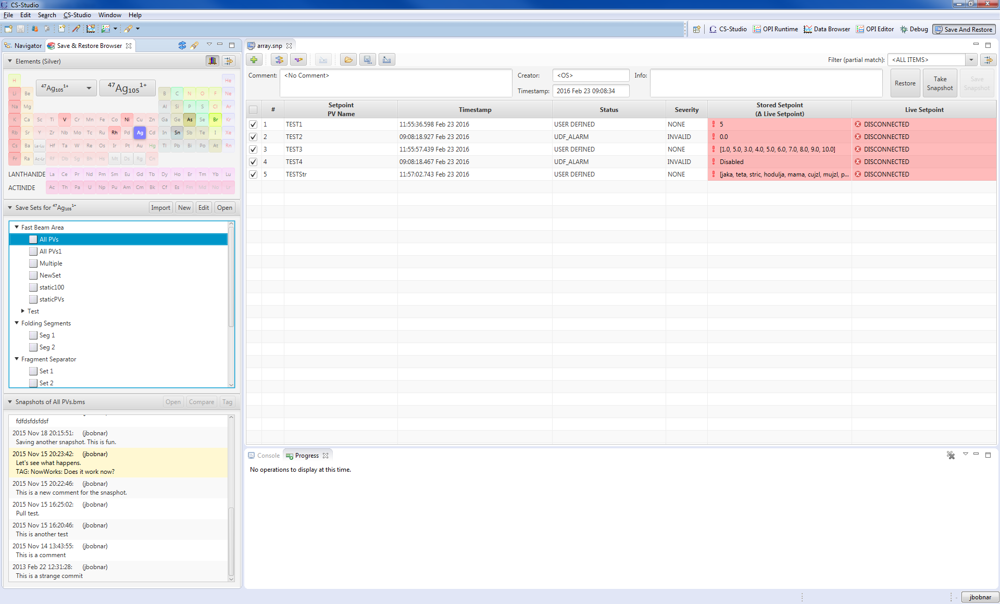 CS-Studio
File Edit Search CS-Studio Window Help
CS-Studio OPI Runtime Data Browser OPI Editor Debug Save And Restore
Navigator Save & Restore Browser
Elements (Silver)
H He
47Ag105 1+ 47Ag105 1+
Li Be B C N O F Ne
Na Mg Al Si P S Cl Ar
K Ca Sc Ti V Cr Mn Fe Co Ni Cu Zn Ga Ge As Se Br Kr
Rb Sr Y Zr Nb Mo Tc Ru Rh Pd Ag Cd In Sn Sb Te I Xe
Cs Ba La-Lu Hf Ta W Re Os Ir Pt Au Hg Tl Pb Bi Po At Rn
Fr Ra Ac-Lr Rf Db Sg Bh Hs Mt Ds Rg Cn
LANTHANIDE La Ce Pr Nd Pm Sm Eu Gd Tb Dy Ho Er Tm Yb Lu
ACTINIDE Ac Th Pa U Np Pu Am Cm Bk Cf Es Fm Md No Lr
Save Sets for 47Ag105 1+ Import New Edit Open
Fast Beam Area
All PVs
All PVs1
Multiple
NewSet
static100
staticPVs
Test
Folding Segments
Seg 1
Seg 2
Fragment Separator
Set 1
Set 2
Snapshots of All PVs.bms Open Compare Tag
fdfdsfdsfdsf
2015 Nov 18 20:15:51: (jbobnar)
Saving another snapshot. This is fun.
2015 Nov 15 20:23:42: (jbobnar)
Let's see what happens.
TAG: NowWorks: Does it work now?
2015 Nov 15 20:22:46: (jbobnar)
This is a new comment for the snasphot.
2015 Nov 15 16:25:02: (jbobnar)
Pull test.
2015 Nov 15 16:20:46: (jbobnar)
This is another test
2015 Nov 14 13:43:55: (jbobnar)
This is a comment
2013 Feb 22 12:31:28: (jbobnar)
This is a strange commit
array.snp
Filter (partial match): <ALL ITEMS>
Comment: <No Comment> Creator: <OS> Info:
Timestamp: 2016 Feb 23 09:08:34
Restore Take Snapshot Save Snapshot
# Setpoint PV Name Timestamp Status Severity Stored Setpoint (Δ Live Setpoint) Live Setpoint
1 TEST1 11:55:36.598 Feb 23 2016 USER DEFINED NONE 5 DISCONNECTED
2 TEST2 09:08:18.927 Feb 23 2016 UDF_ALARM INVALID 0.0 DISCONNECTED
3 TEST3 11:55:57.439 Feb 23 2016 USER DEFINED NONE [1.0, 5.0, 3.0, 4.0, 5.0, 6.0, 7.0, 8.0, 9.0, 10.0] DISCONNECTED
4 TEST4 09:08:18.467 Feb 23 2016 UDF_ALARM INVALID Disabled DISCONNECTED
5 TESTStr 11:57:02.743 Feb 23 2016 USER DEFINED NONE [jaka, teta, stric, hodulja, mama, cujzl, mujzl, p... DISCONNECTED
Console Progress
No operations to display at this time.
jbobnar